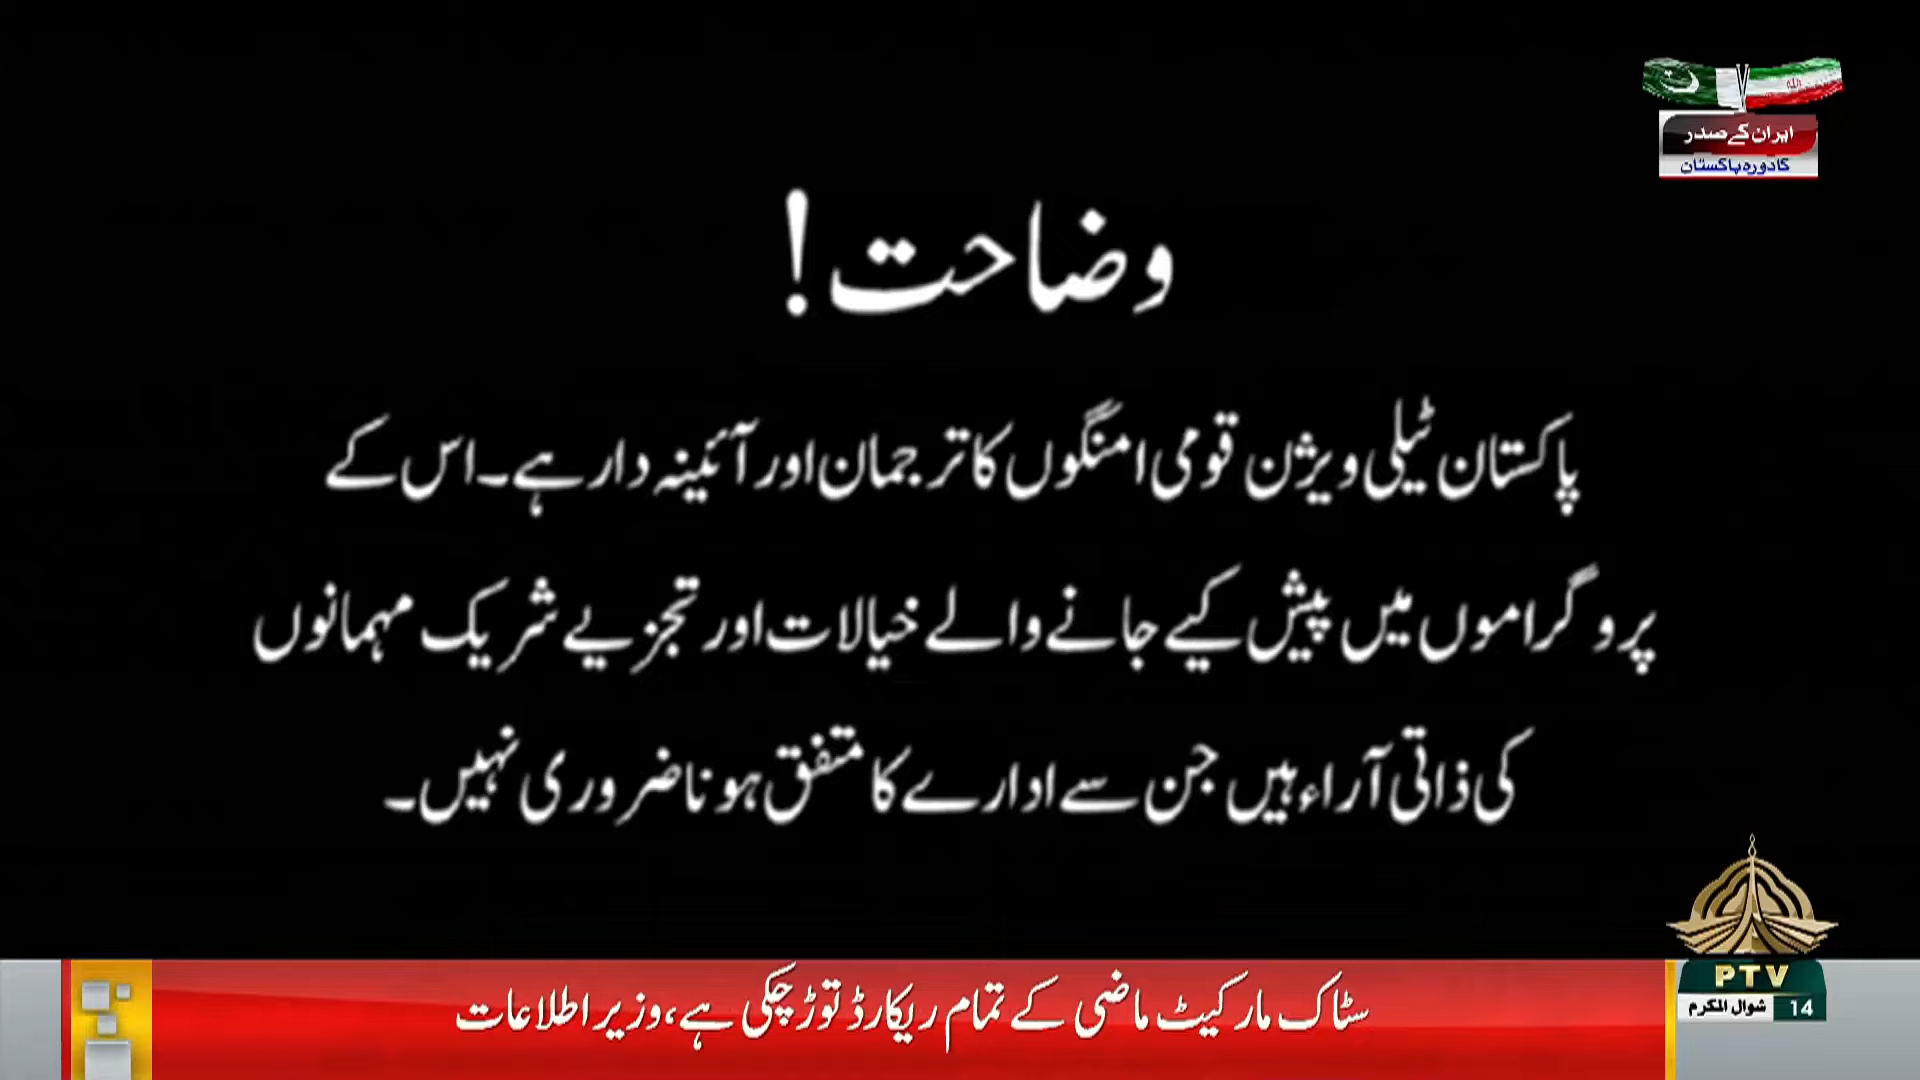 ایران کے صدر
کا دورہ پاکستان
وضاحت!
پاکستان ٹیلی ویژن قومی امنگوں کا ترجمان اور آئینہ دار ہے۔ اس کے
پروگراموں میں پیش کیے جانے والے خیالات اور تجزیے شریک مہمانوں
کی ذاتی آراء ہیں جن سے ادارے کا متفق ہونا ضروری نہیں۔
PTV
14 شوال المکرم
سٹاک مارکیٹ ماضی کے تمام ریکارڈ توڑ چکی ہے، وزیر اطلاعات